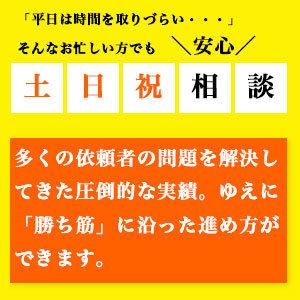 「平日は時間を取りづらい・・・」
そんなお忙しい方でも ＼安心／
土日祝相談
多くの依頼者の問題を解決し
てきた圧倒的な実績。ゆえに
「勝ち筋」に沿った進め方が
できます。